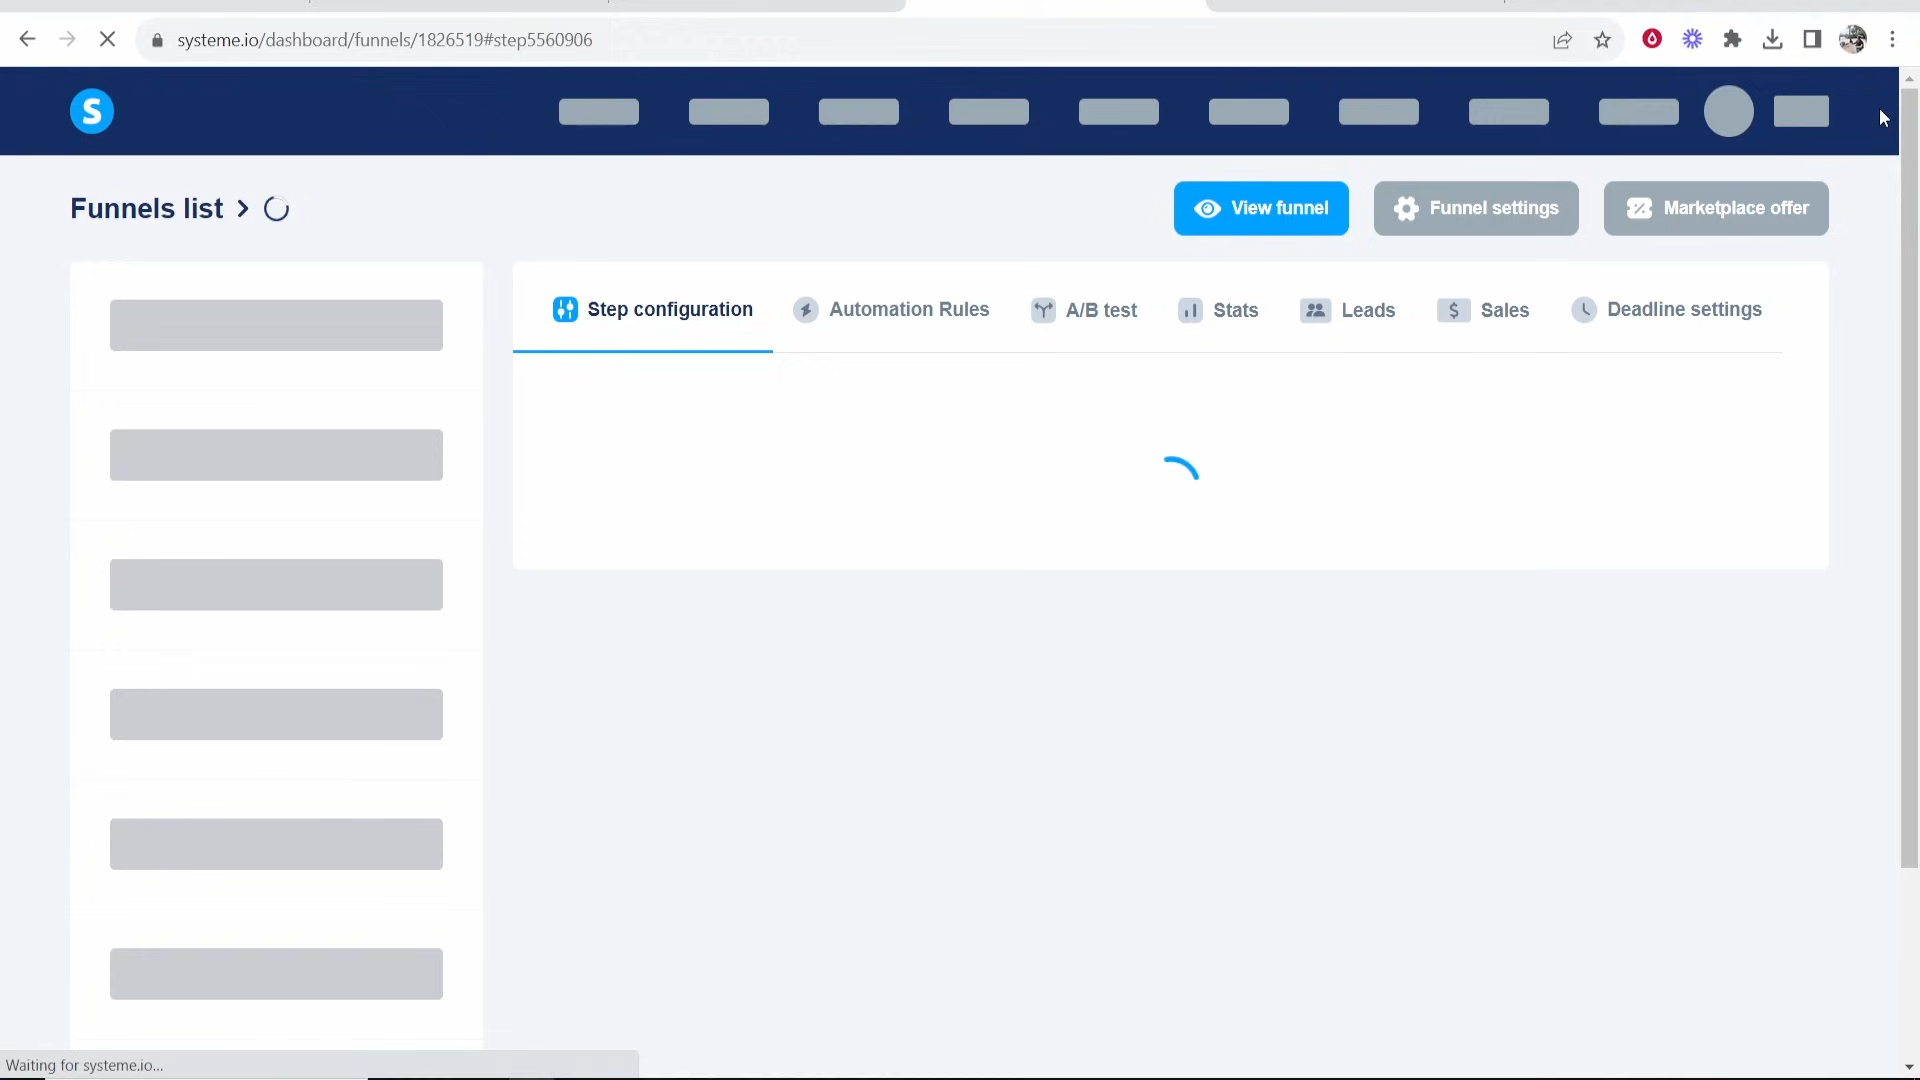 systeme.io/dashboard/funnels/1826519#step5560906
S
Funnels list >
View funnel
Funnel settings
Marketplace offer
Step configuration
Automation Rules
A/B test
Stats
$
Leads
Sales
Deadline settings
Waiting for systeme.io...